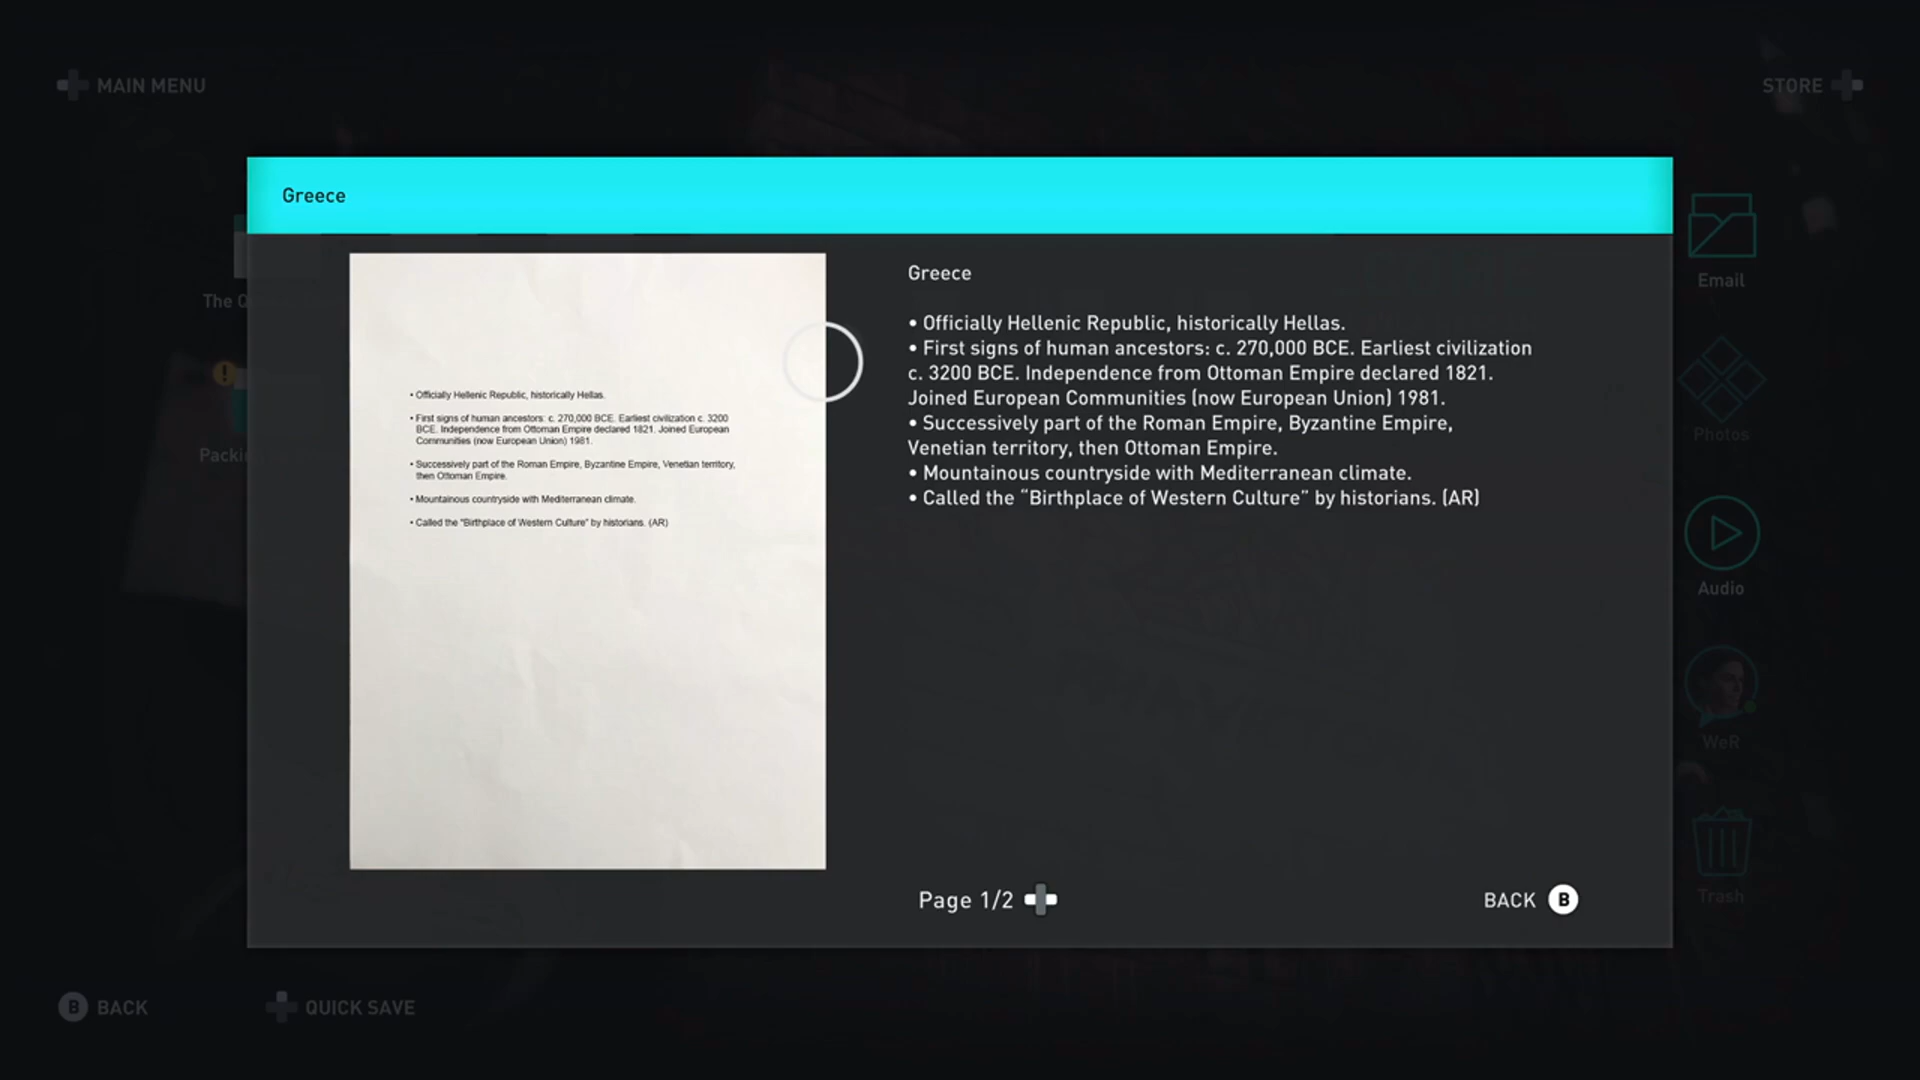 MAIN MENU
STORE
Greece
The
Packi
• Officially Hellenic Republic, historically Hellas.
• First signs of human ancestors: c. 270,000 BCE. Earliest civilization c. 3200
BCE. Independence from Ottoman Empire declared 1821. Joined European
Communities (now European Union) 1981.
• Successively part of the Roman Empire, Byzantine Empire, Venetian territory,
then Ottoman Empire.
• Mountainous countryside with Mediterranean climate.
• Called the "Birthplace of Western Culture" by historians. (AR)
Greece
• Officially Hellenic Republic, historically Hellas.
• First signs of human ancestors: c. 270,000 BCE. Earliest civilization
c. 3200 BCE. Independence from Ottoman Empire declared 1821.
Joined European Communities (now European Union) 1981.
• Successively part of the Roman Empire, Byzantine Empire,
Venetian territory, then Ottoman Empire.
• Mountainous countryside with Mediterranean climate.
• Called the “Birthplace of Western Culture” by historians. (AR)
Page 1/2
BACK B
Email
Photos
Audio
WeR
Trash
B BACK
QUICK SAVE